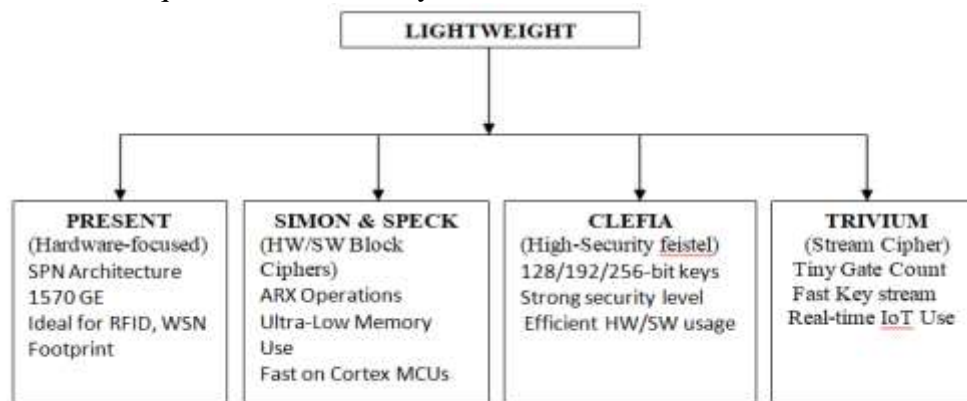 LIGHTWEIGHT
PRESENT
(Hardware-focused)
SPN Architecture
1570 GE
Ideal for RFID, WSN
Footprint
SIMON & SPECK
(HW/SW Block
Ciphers)
ARX Operations
Ultra-Low Memory
Use
Fast on Cortex MCUs
CLEFIA
(High-Security feistel)
128/192/256-bit keys
Strong security level
Efficient HW/SW usage
TRIVIUM
(Stream Cipher)
Tiny Gate Count
Fast Key stream
Real-time IoT Use